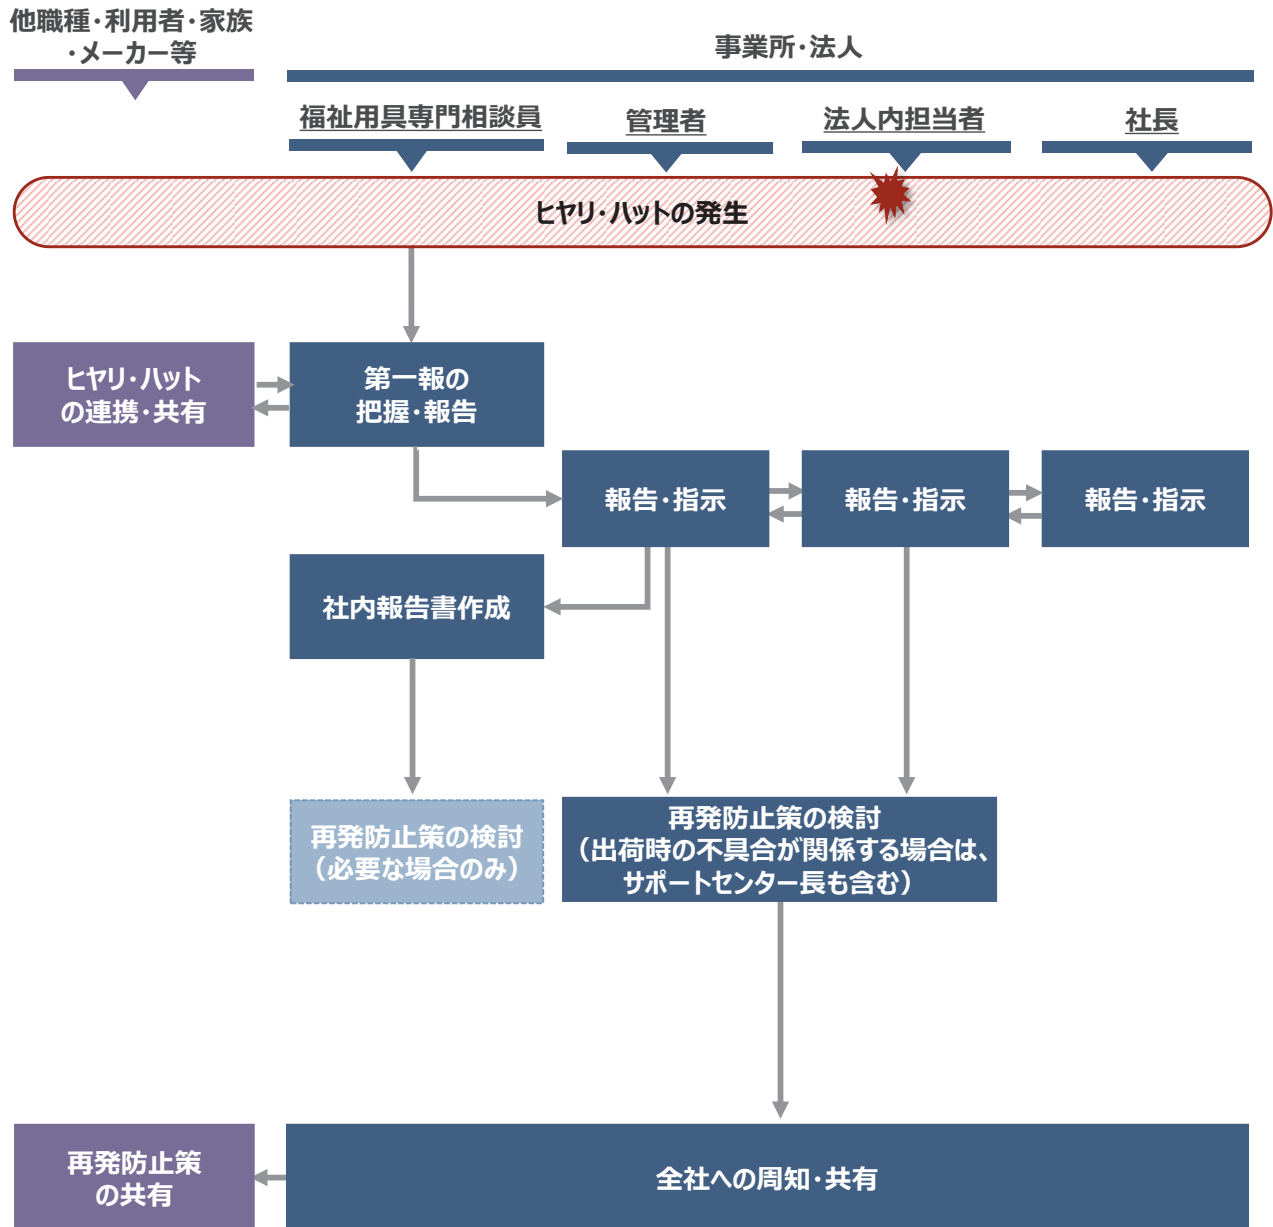 他職種・利用者・家族
・メーカー等
事業所・法人
福祉用具専門相談員
管理者
法人内担当者
社長
ヒヤリ・ハットの発生
ヒヤリ・ハット
の連携・共有
第一報の
把握・報告
報告・指示
報告・指示
報告・指示
社内報告書作成
再発防止策の検討
（必要な場合のみ）
再発防止策の検討
（出荷時の不具合が関係する場合は、
サポートセンター長も含む）
再発防止策
の共有
全社への周知・共有